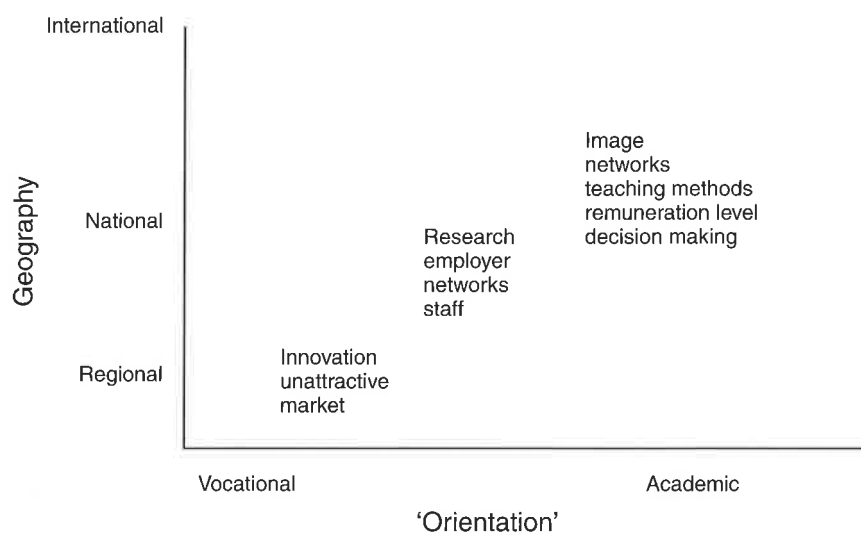 International
Geography
National
Regional
Image
networks
teaching methods
remuneration level
decision making
Research
employer
networks
staff
Innovation
unattractive
market
Vocational
Academic
'Orientation'